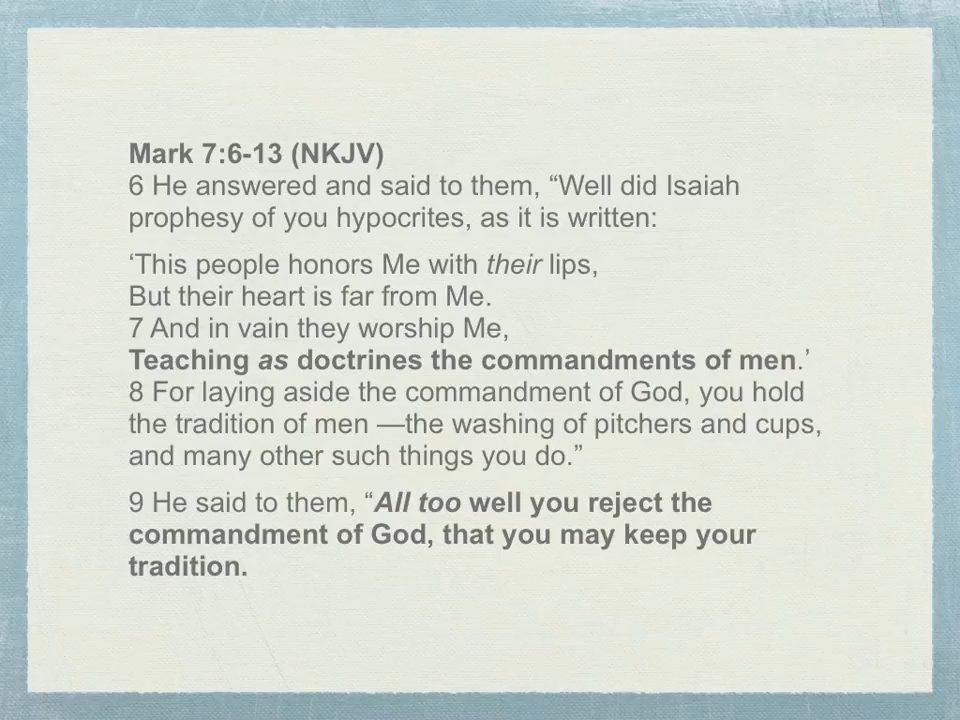 Mark 7:6-13 (NKJV)
6 He answered and said to them, “Well did Isaiah
prophesy of you hypocrites, as it is written:
‘This people honors Me with their lips,
But their heart is far from Me.
7 And in vain they worship Me,
Teaching as doctrines the commandments of men.’
8 For laying aside the commandment of God, you hold
the tradition of men —the washing of pitchers and cups,
and many other such things you do.”
9 He said to them, “All too well you reject the
commandment of God, that you may keep your
tradition.